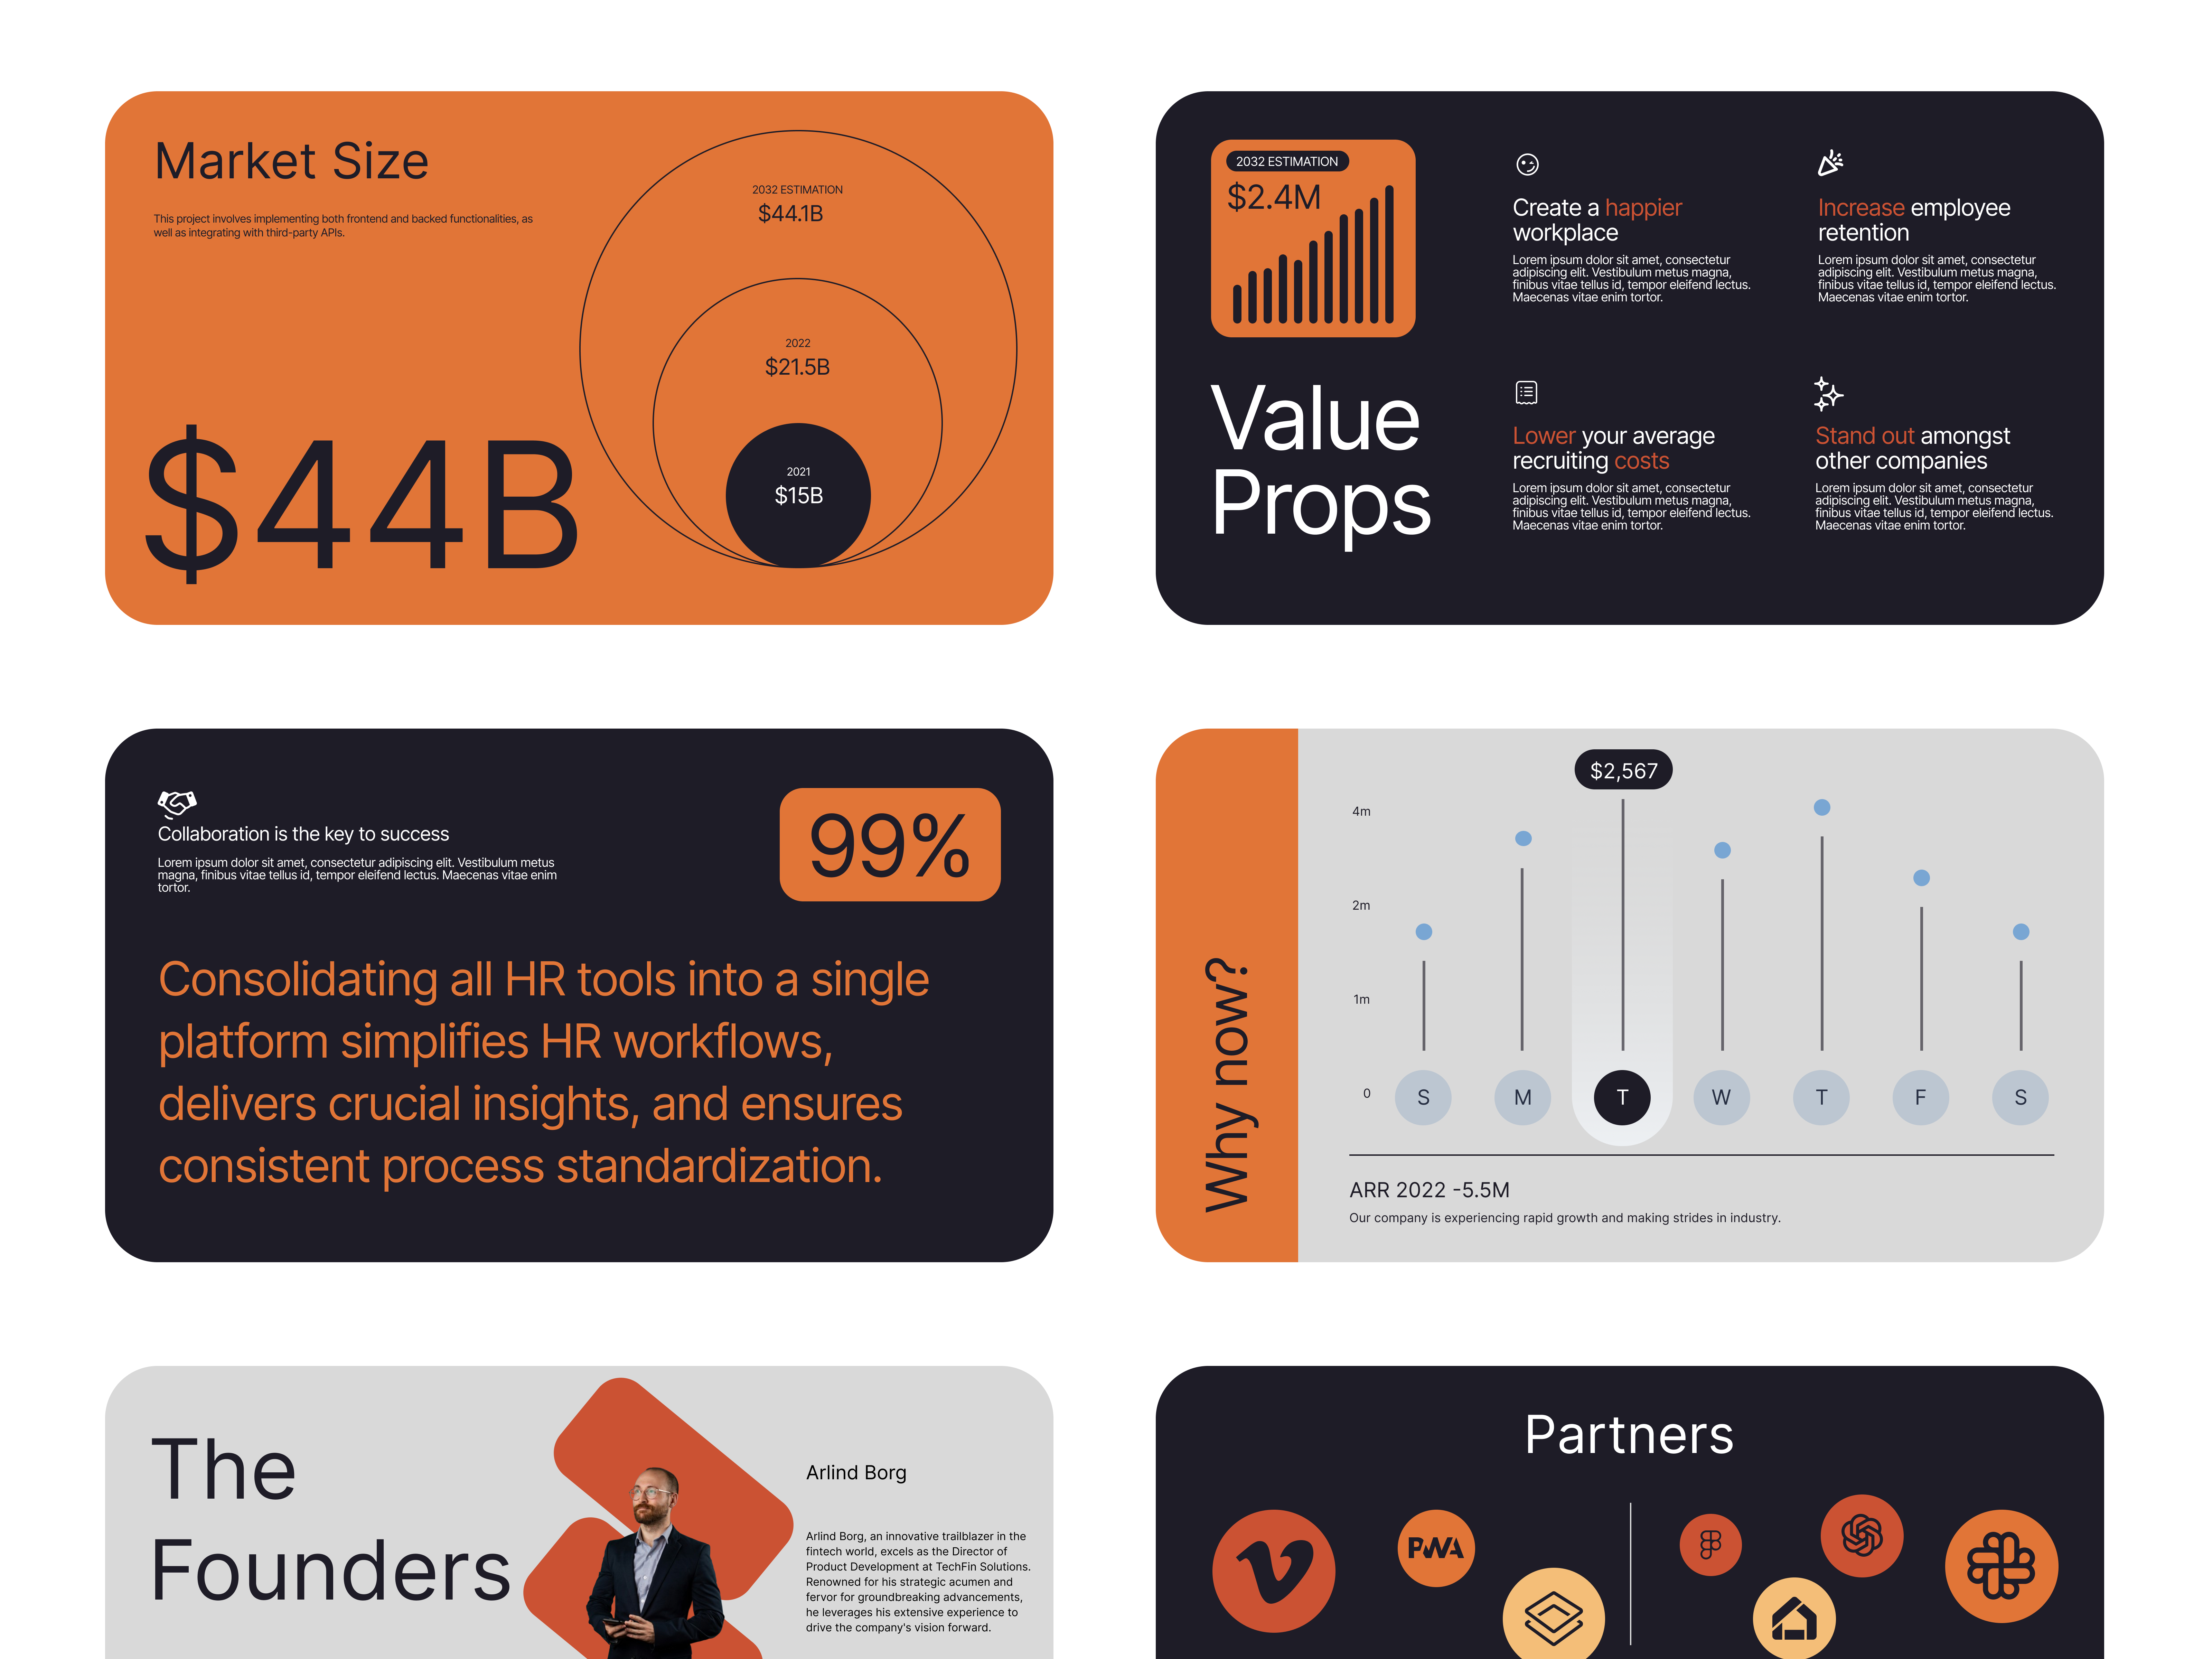 Market Size
This project involves implementing both frontend and backed functionalities, as
well as integrating with third-party APIs.
$44B
2032 ESTIMATION
$44.1B
2022
$21.5B
2021
$15B
2032 ESTIMATION
$2.4M
Value
Props
Create a happier
workplace
Lorem ipsum dolor sit amet, consectetur
adipiscing elit. Vestibulum metus magna,
finibus vitae tellus id, tempor eleifend lectus.
Maecenas vitae enim tortor.
Increase employee
retention
Lorem ipsum dolor sit amet, consectetur
adipiscing elit. Vestibulum metus magna,
finibus vitae tellus id, tempor eleifend lectus.
Maecenas vitae enim tortor.
Lower your average
recruiting costs
Lorem ipsum dolor sit amet, consectetur
adipiscing elit. Vestibulum metus magna,
finibus vitae tellus id, tempor eleifend lectus.
Maecenas vitae enim tortor.
Stand out amongst
other companies
Lorem ipsum dolor sit amet, consectetur
adipiscing elit. Vestibulum metus magna,
finibus vitae tellus id, tempor eleifend lectus.
Maecenas vitae enim tortor.
Collaboration is the key to success
Lorem ipsum dolor sit amet, consectetur adipiscing elit. Vestibulum metus
magna, finibus vitae tellus id, tempor eleifend lectus. Maecenas vitae enim
tortor.
99%
Consolidating all HR tools into a single
platform simplifies HR workflows,
delivers crucial insights, and ensures
consistent process standardization.
Why now?
$2,567
4m
2m
1m
0
S M T W T F S
ARR 2022 -5.5M
Our company is experiencing rapid growth and making strides in industry.
The
Founders
Arlind Borg
Arlind Borg, an innovative trailblazer in the
fintech world, excels as the Director of
Product Development at TechFin Solutions.
Renowned for his strategic acumen and
fervor for groundbreaking advancements,
he leverages his extensive experience to
drive the company's vision forward.
Partners
PWA